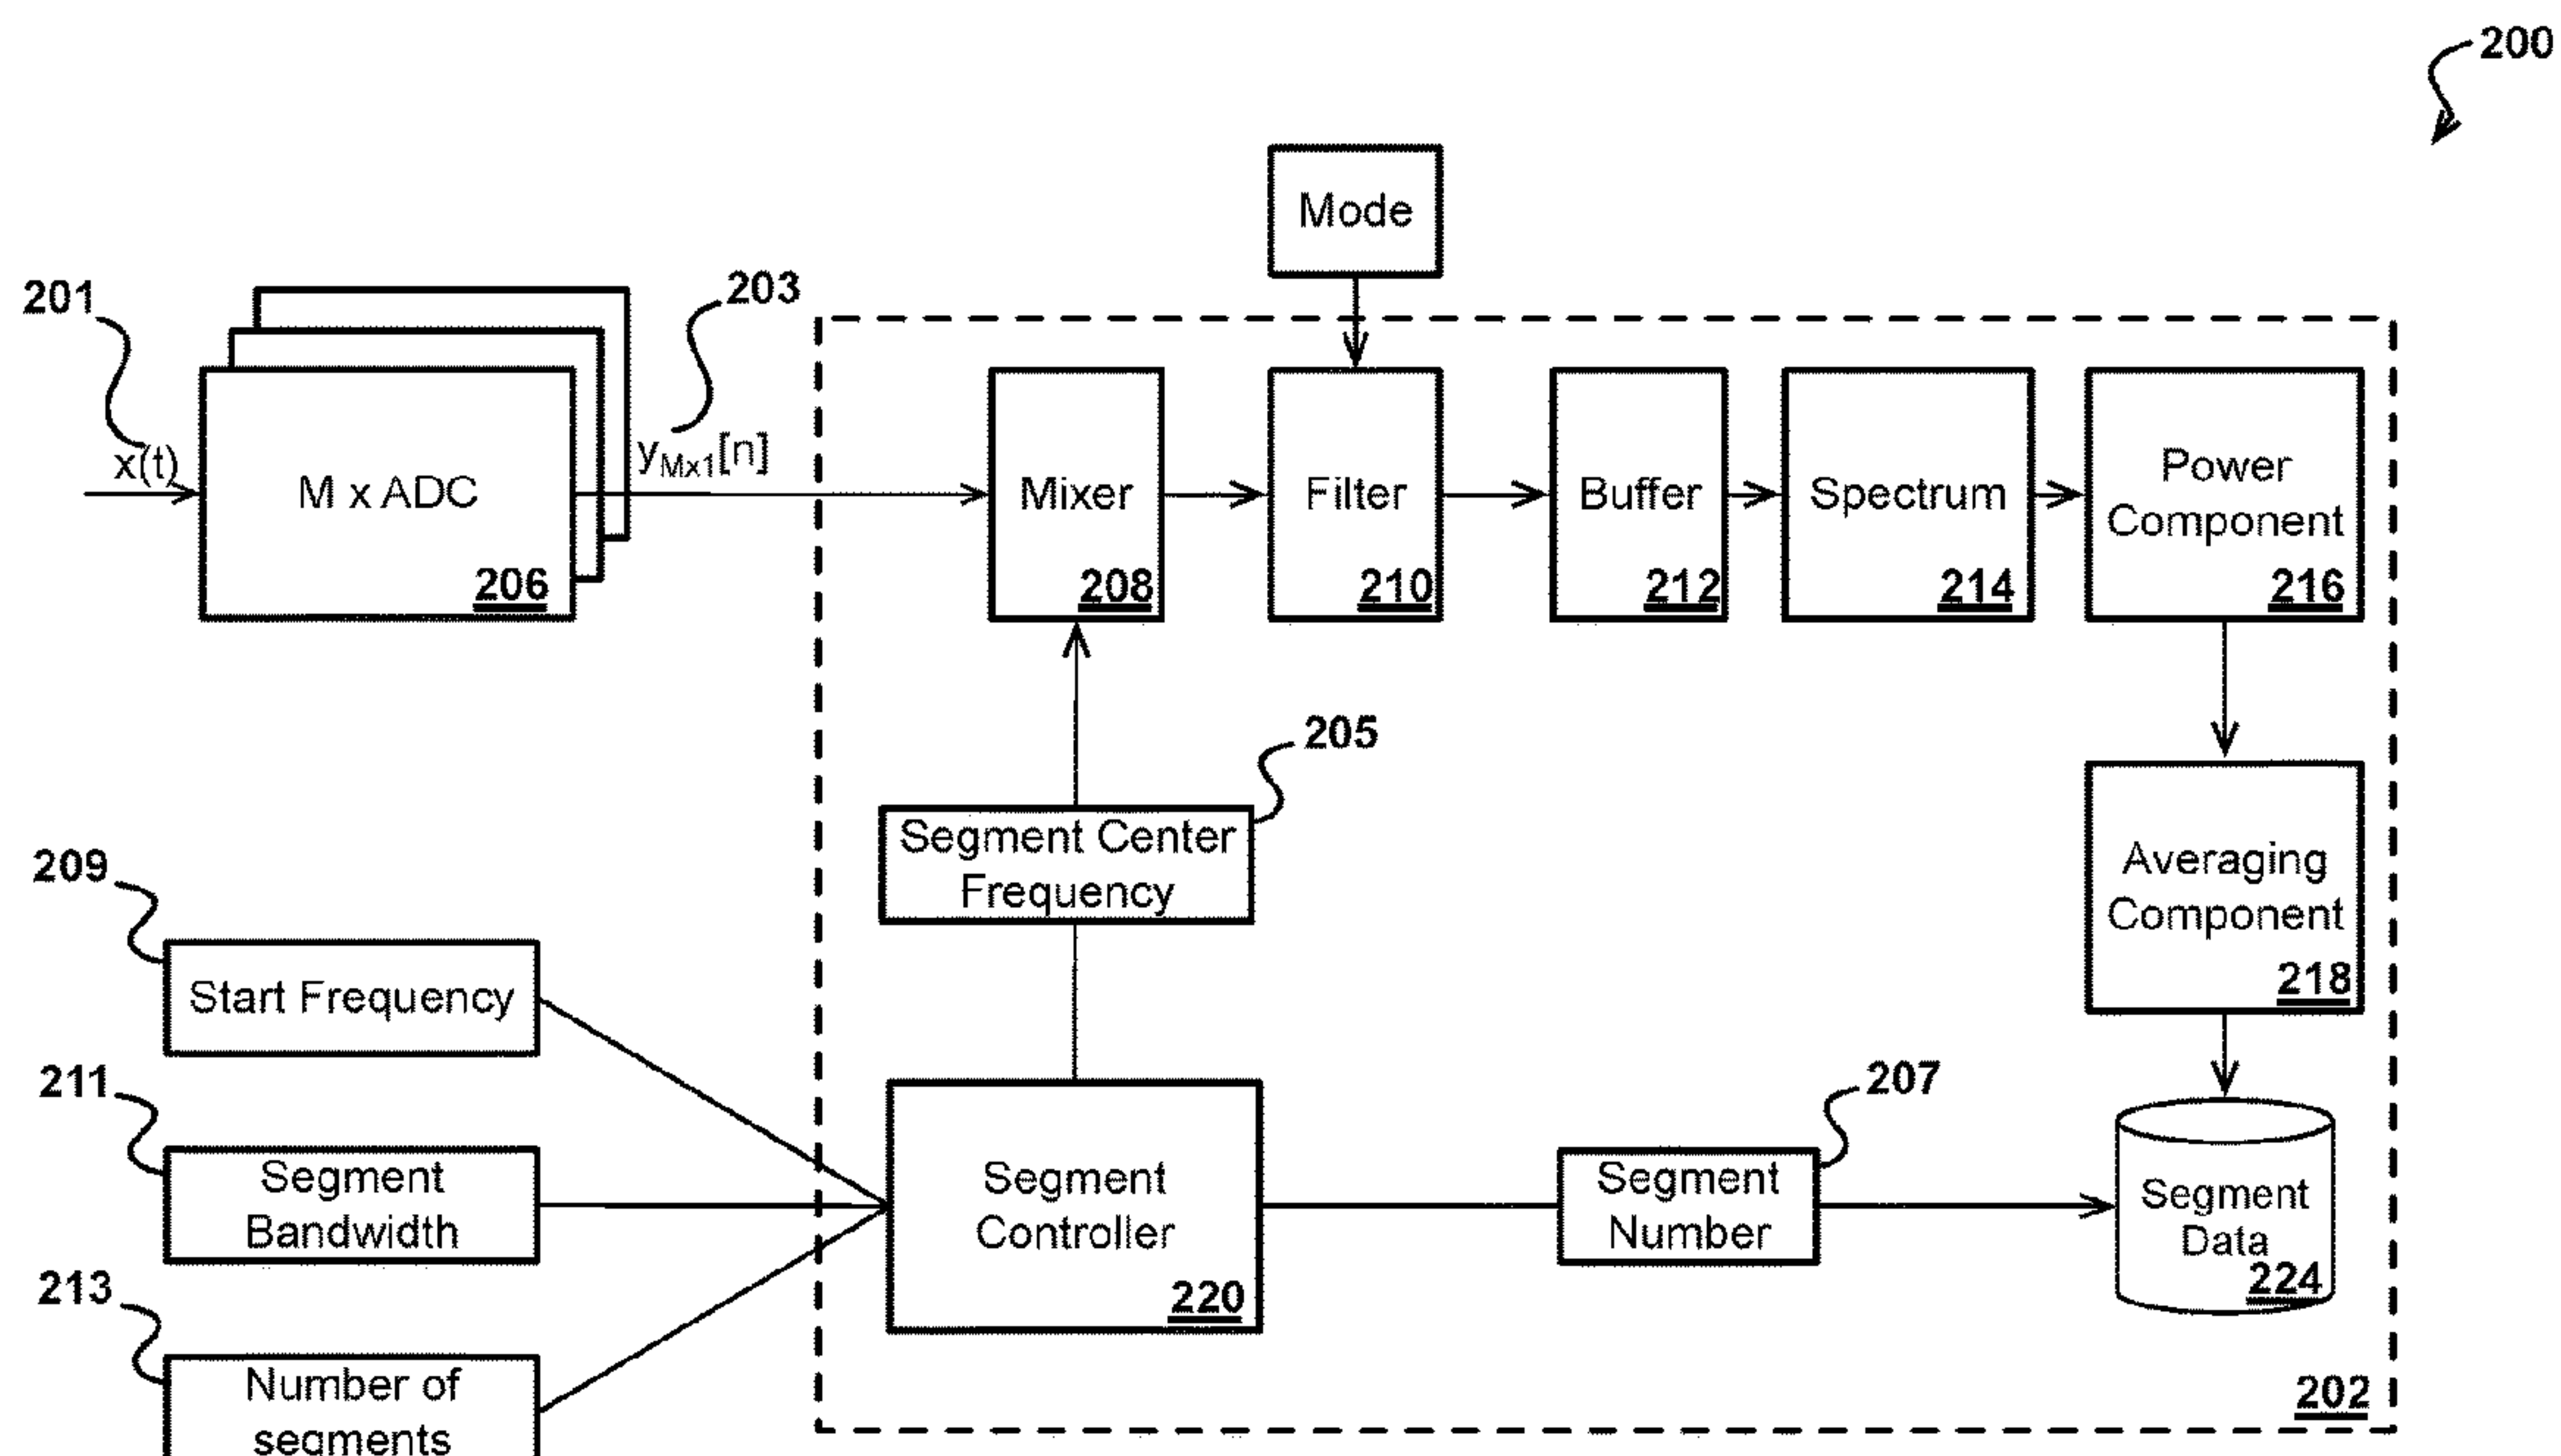 200
Mode
201
203
x(t)
y_Mx1[n]
M x ADC
206
Mixer
208
Filter
210
Buffer
212
Spectrum
214
Power
Component
216
205
Segment Center
Frequency
Averaging
Component
218
209
Start Frequency
211
Segment
Bandwidth
213
Number of
segments
Segment
Controller
220
207
Segment
Number
Segment
Data
224
202